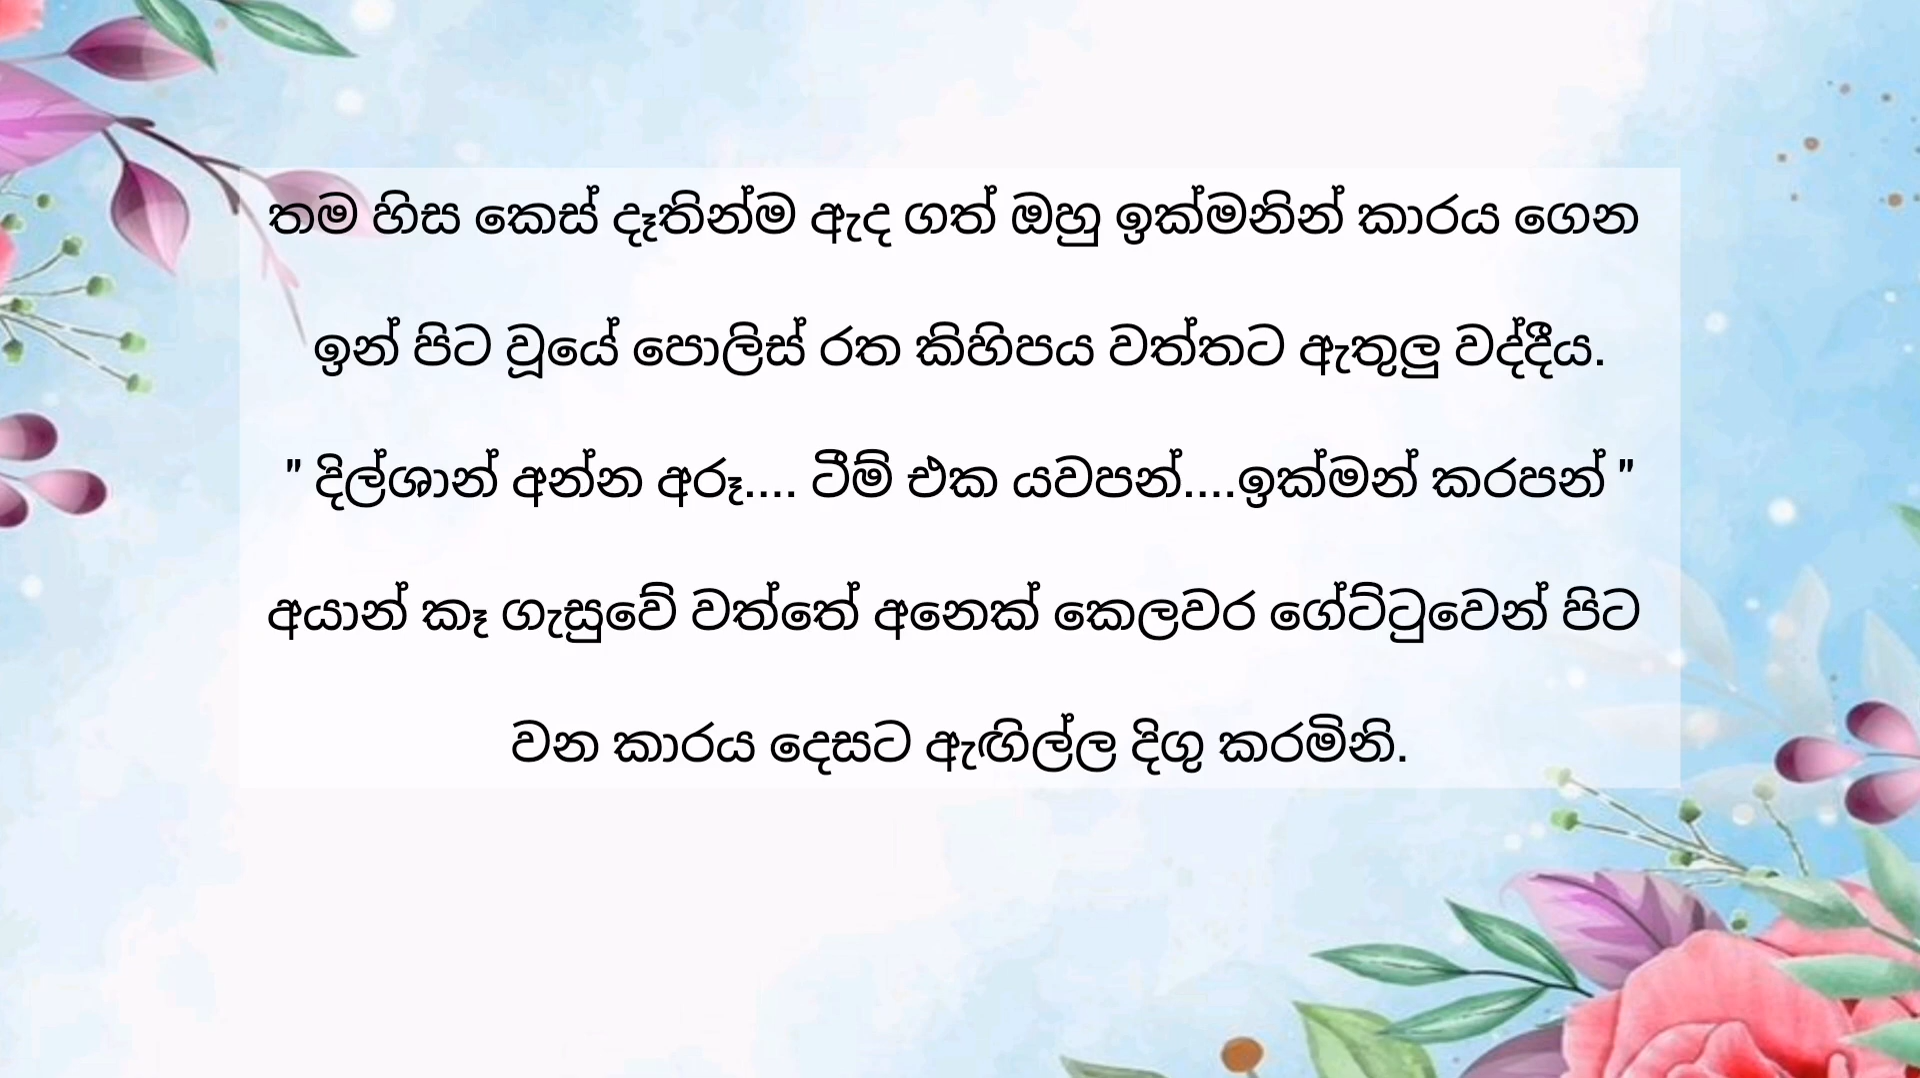 තම හිස කෙස් දෑතින්ම ඇද ගත් ඔහු ඉක්මනින් කාරය ගෙන
ඉන් පිට වූයේ පොලිස් රත කිහිපය වත්තට ඇතුලු වද්දීය.
" දිල්ශාන් අන්න අරූ.... ටීම් එක යවපන්....ඉක්මන් කරපන් "
අයාන් කෑ ගැසුවේ වත්තේ අනෙක් කෙලවර ගේට්ටුවෙන් පිට
වන කාරය දෙසට ඇඟිල්ල දිගු කරමිනි.